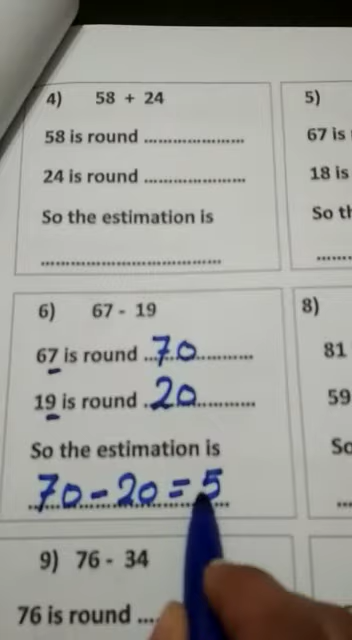 4) 58 + 24
58 is round ........................
24 is round ........................
So the estimation is
...........................................
5)
67 is
18 is
So th
6) 67 - 19
67 is round ...70............
19 is round ...20............
So the estimation is
70 - 20 = 5
8)
81
59
So
9) 76 - 34
76 is round ....